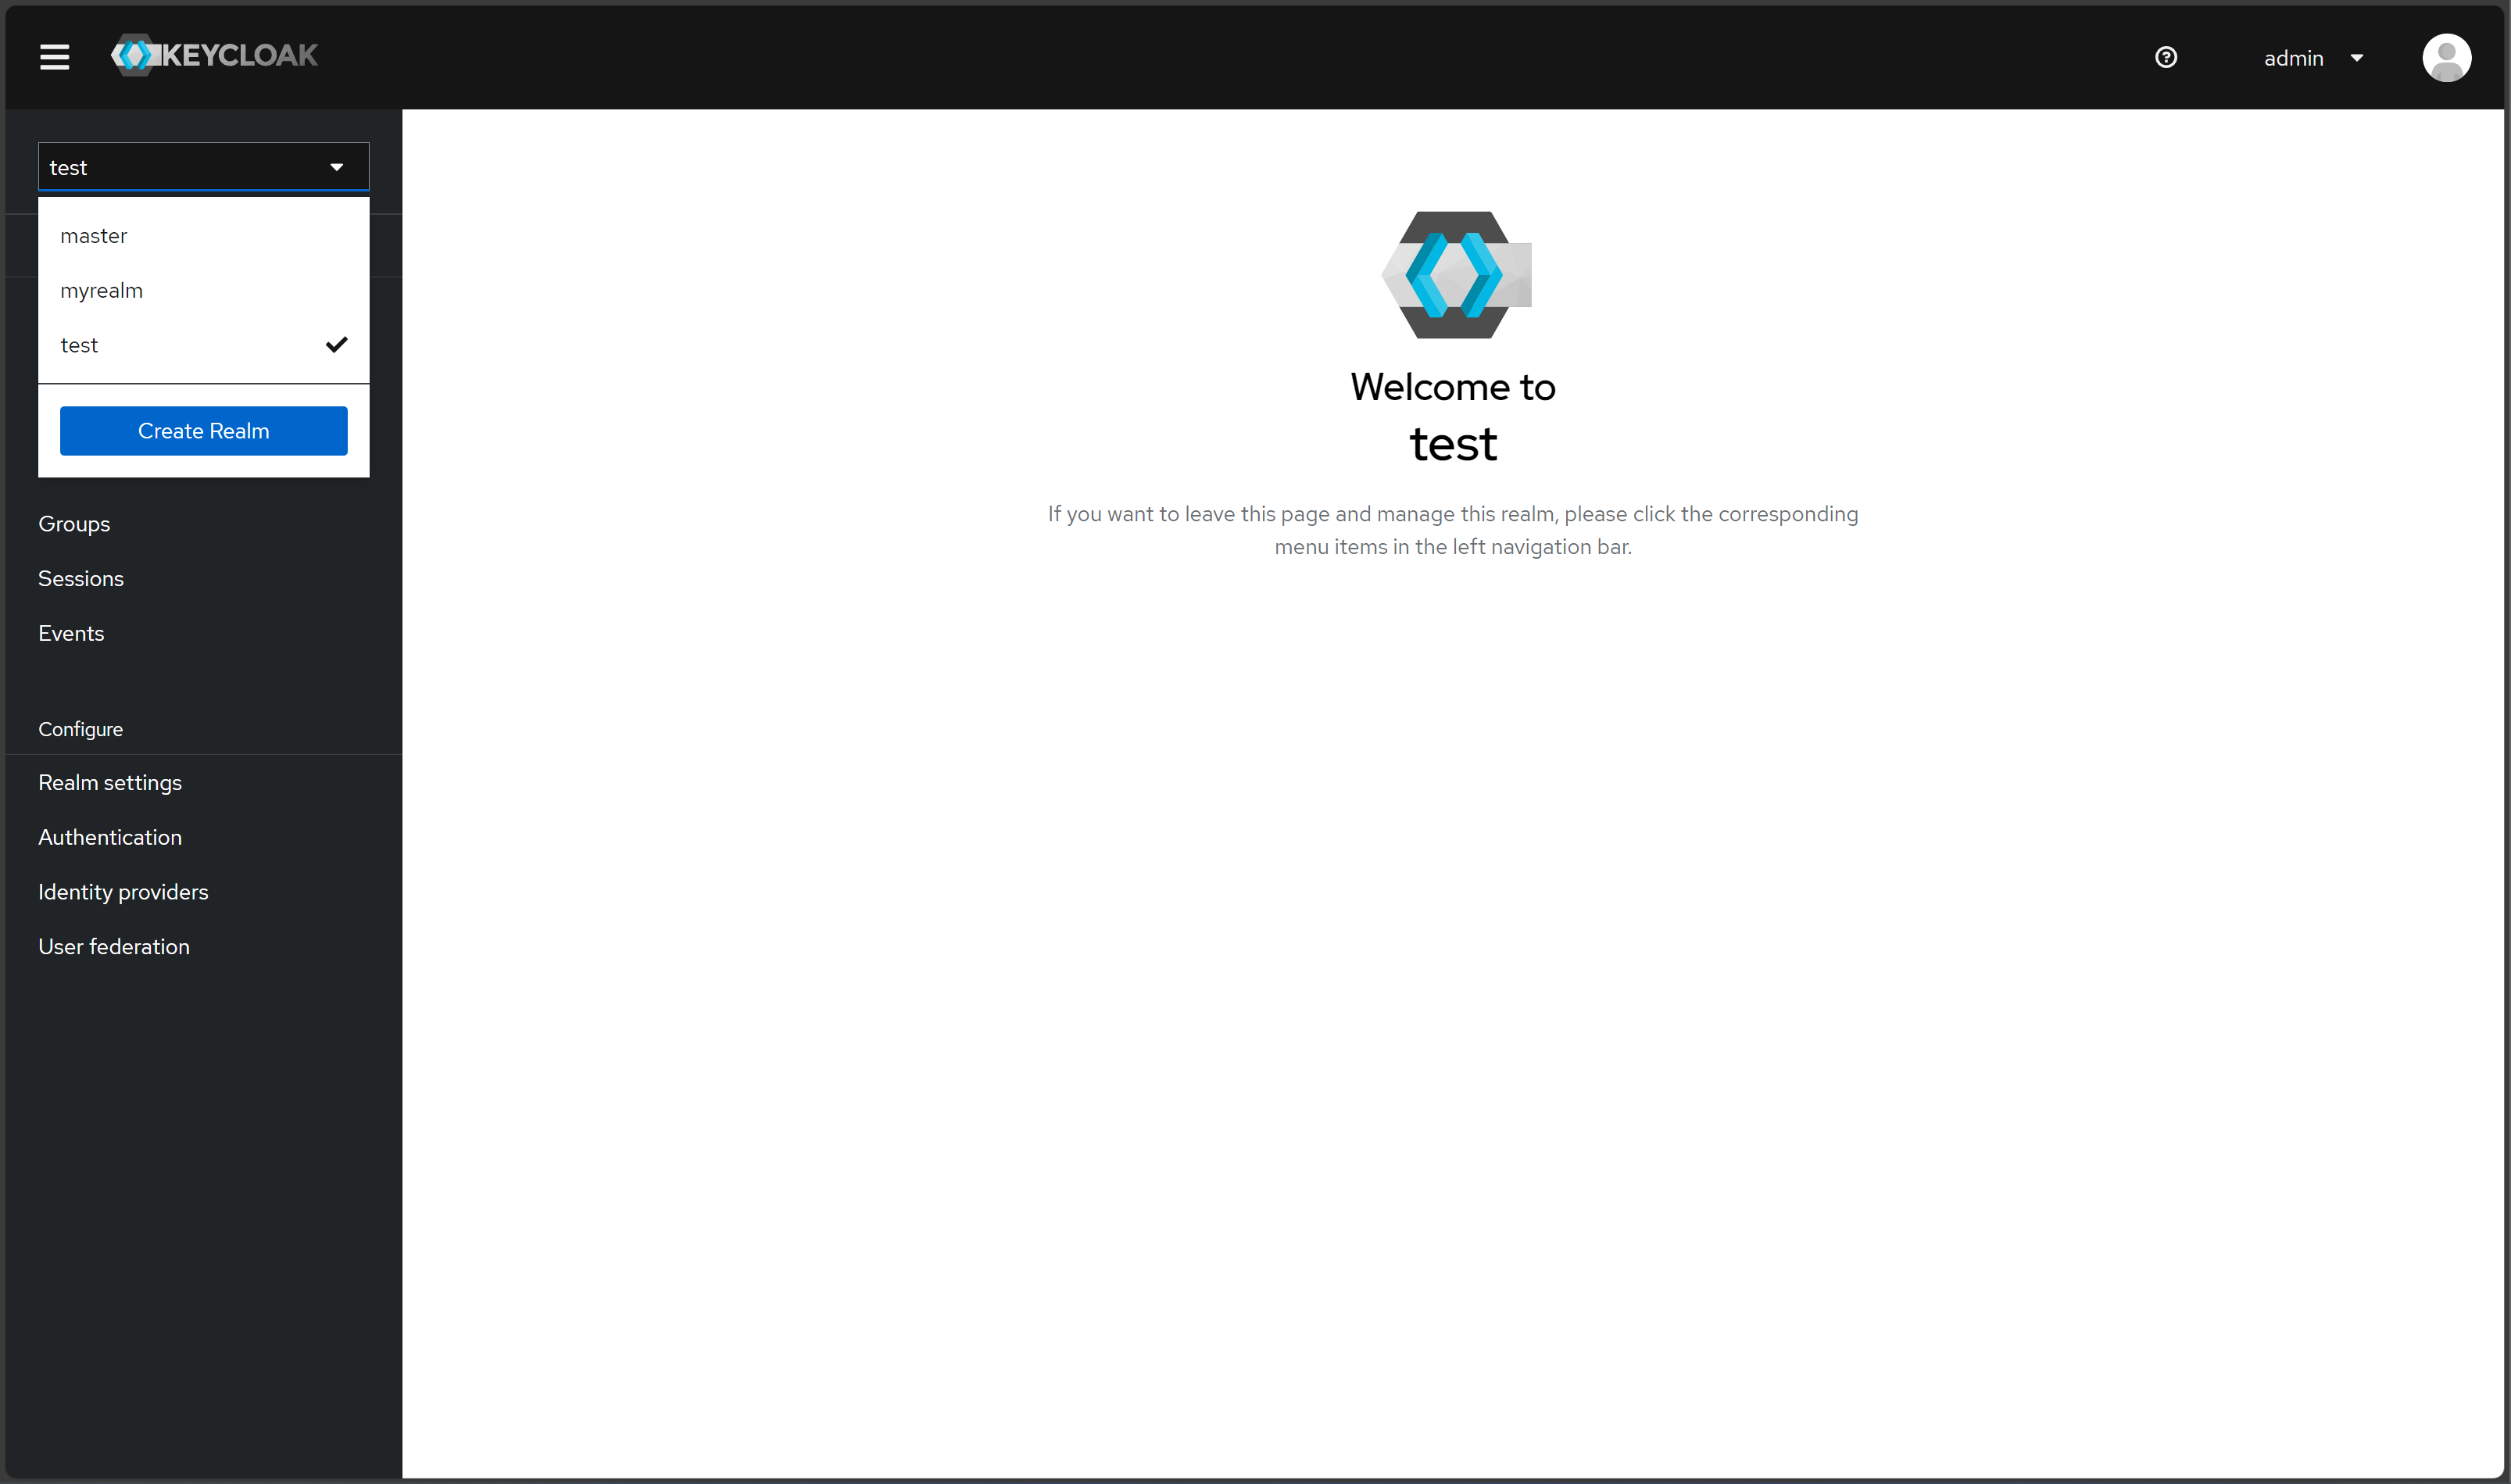 KEYCLOAK
admin
test
master
myrealm
test
Create Realm
Groups
Sessions
Events
Configure
Realm settings
Authentication
Identity providers
User federation
Welcome to
test
If you want to leave this page and manage this realm, please click the corresponding
menu items in the left navigation bar.